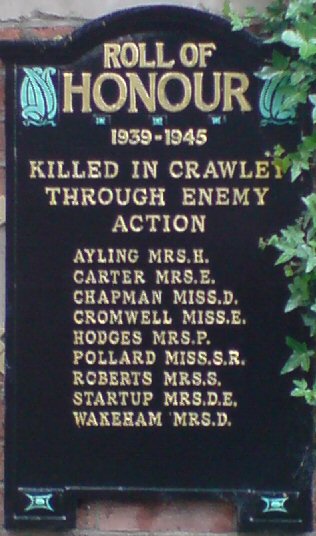 ROLL OF
HONOUR
1939-1945
KILLED IN CRAWLEY
THROUGH ENEMY
ACTION
AYLING MRS.H.
CARTER MRS.E.
CHAPMAN MISS.D.
CROMWELL MISS.E.
HODGES MRS.P.
POLLARD MISS.S.R.
ROBERTS MRS.S.
STARTUP MRS.D.E.
WAKEHAM MRS.D.